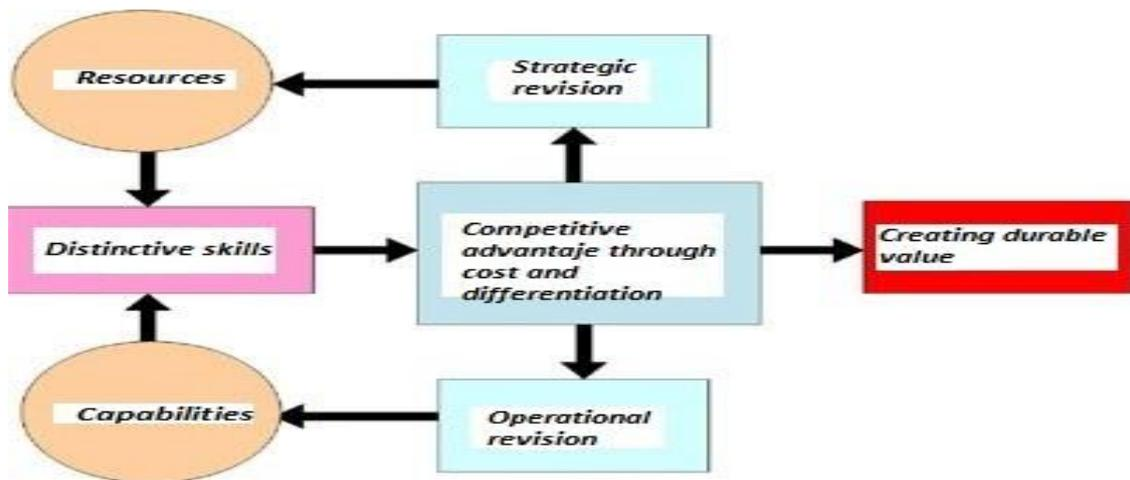 Resources
Strategic
revision
Distinctive skills
Competitive
advantaje through
cost and
differentiation
Creating durable
value
Capabilities
Operational
revision